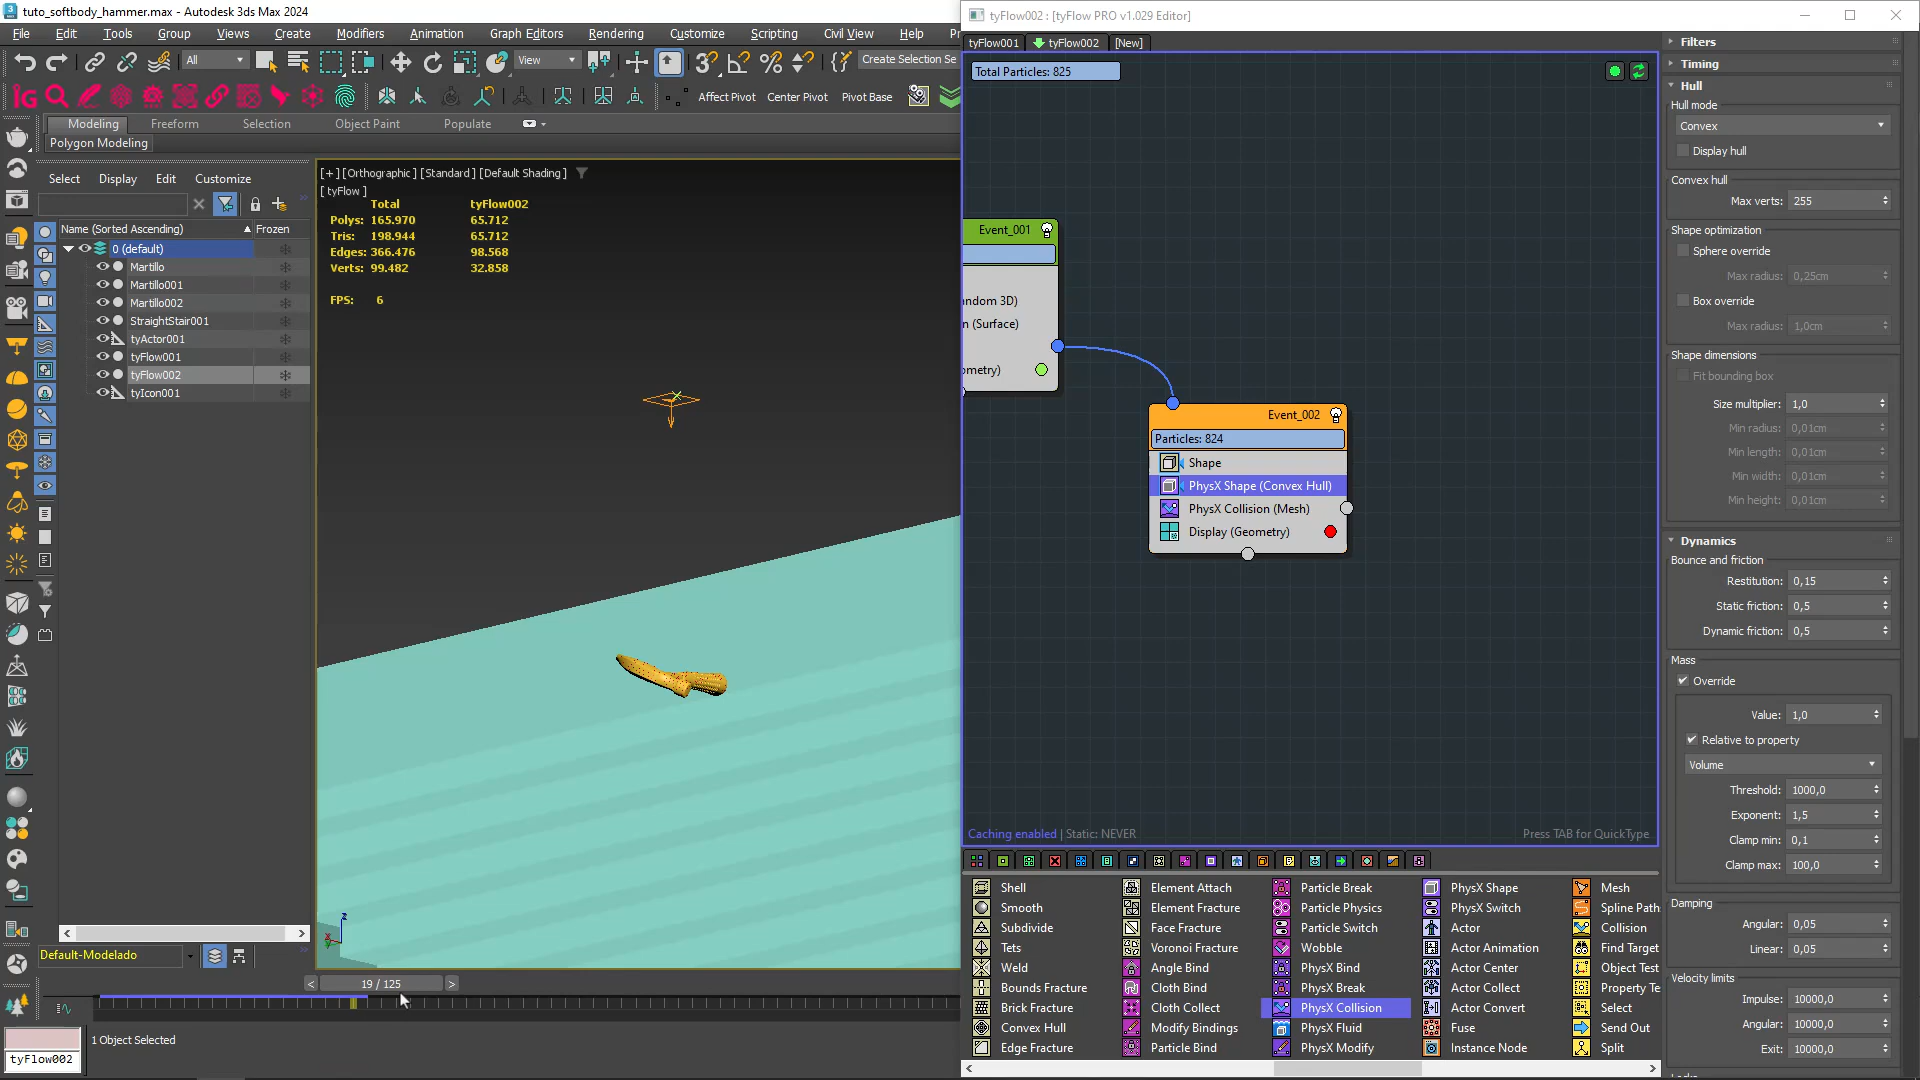 tuto_softbody_hammer.max - Autodesk 3ds Max 2024
File Edit Tools Group Views Create Modifiers Animation Graph Editors Rendering Customize Scripting Civil View Help
All View Create Selection Se
Affect Pivot Center Pivot Pivot Base
Modeling Freeform Selection Object Paint Populate
Polygon Modeling
Select Display Edit Customize
Name (Sorted Ascending) Frozen
0 (default)
Martillo
Martillo001
Martillo002
StraightStair001
tyActor001
tyFlow001
tyFlow002
tyIcon001
Default-Modelado
[+] [Orthographic] [Standard] [Default Shading]
[ tyFlow ]
Total tyFlow002
Polys: 165.970 65.712
Tris: 198.944 65.712
Edges: 366.476 98.568
Verts: 99.482 32.858
FPS: 6
19 / 125
tyFlow002
1 Object Selected
tyFlow002 : [tyFlow PRO v1.029 Editor]
tyFlow001 tyFlow002 [New]
Total Particles: 825
Event_001
andom 3D)
n (Surface)
ometry)
Event_002
Particles: 824
Shape
PhysX Shape (Convex Hull)
PhysX Collision (Mesh)
Display (Geometry)
Caching enabled | Static: NEVER
Press TAB for QuickType
Shell Element Attach Particle Break PhysX Shape Mesh
Smooth Element Fracture Particle Physics PhysX Switch Spline Path
Subdivide Face Fracture Particle Switch Actor Collision
Tets Voronoi Fracture Wobble Actor Animation Find Target
Weld Angle Bind PhysX Bind Actor Center Object Test
Bounds Fracture Cloth Bind PhysX Break Actor Collect Property Te
Brick Fracture Cloth Collect PhysX Collision Actor Convert Select
Convex Hull Modify Bindings PhysX Fluid Fuse Send Out
Edge Fracture Particle Bind PhysX Modify Instance Node Split
Filters
Timing
Hull
Hull mode
Convex
Display hull
Convex hull
Max verts: 255
Shape optimization
Sphere override
Max radius: 0,25cm
Box override
Max radius: 1,0cm
Shape dimensions
Fit bounding box
Size multiplier: 1,0
Min radius: 0,01cm
Min length: 0,01cm
Min width: 0,01cm
Min height: 0,01cm
Dynamics
Bounce and friction
Restitution: 0,15
Static friction: 0,5
Dynamic friction: 0,5
Mass
Override
Value: 1,0
Relative to property
Volume
Threshold: 1000,0
Exponent: 1,5
Clamp min: 0,1
Clamp max: 100,0
Damping
Angular: 0,05
Linear: 0,05
Velocity limits
Impulse: 10000,0
Angular: 10000,0
Exit: 10000,0